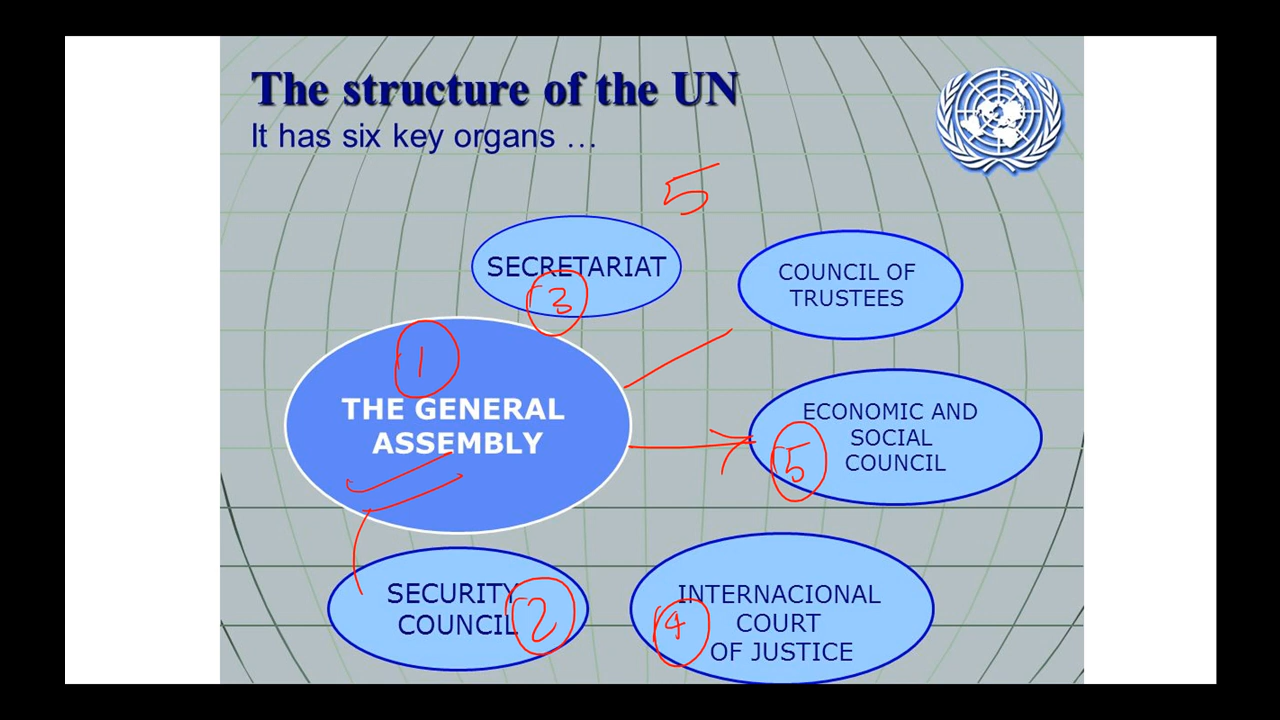 The structure of the UN
It has six key organs …
5
SECRETARIAT
3
COUNCIL OF
TRUSTEES
1
THE GENERAL
ASSEMBLY
ECONOMIC AND
SOCIAL
COUNCIL
5
SECURITY
COUNCIL
2
INTERNACIONAL
COURT
OF JUSTICE
4